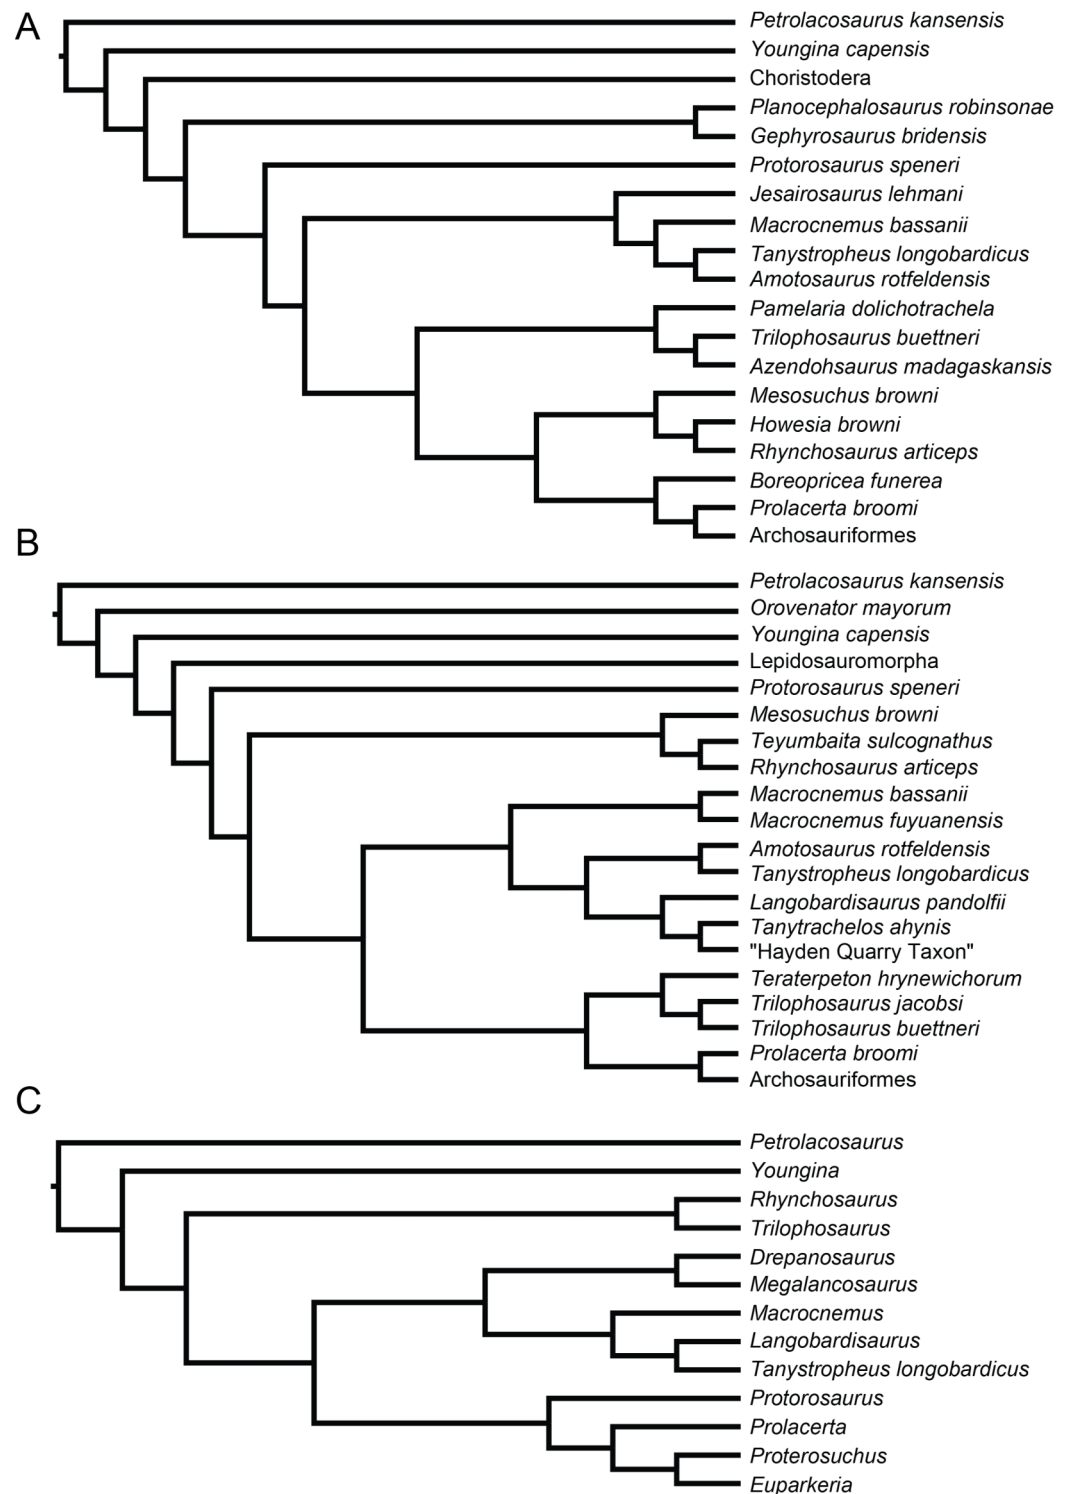 A
Petrolacosaurus kansensis
Youngina capensis
Choristodera
Planocephalosaurus robinsonae
Gephyrosaurus bridensis
Protorosaurus speneri
Jesairosaurus lehmani
Macrocnemus bassanii
Tanystropheus longobardicus
Amotosaurus rotfeldensis
Pamelaria dolichotrachela
Trilophosaurus buettneri
Azendohsaurus madagaskansis
Mesosuchus browni
Howesia browni
Rhynchosaurus articeps
Boreopricea funerea
Prolacerta broomi
Archosauriformes
B
Petrolacosaurus kansensis
Orovenator mayorum
Youngina capensis
Lepidosauromorpha
Protorosaurus speneri
Mesosuchus browni
Teyumbaita sulcognathus
Rhynchosaurus articeps
Macrocnemus bassanii
Macrocnemus fuyuanensis
Amotosaurus rotfeldensis
Tanystropheus longobardicus
Langobardisaurus pandolfii
Tanytrachelos ahynis
"Hayden Quarry Taxon"
Teraterpeton hrynewichorum
Trilophosaurus jacobsi
Trilophosaurus buettneri
Prolacerta broomi
Archosauriformes
C
Petrolacosaurus
Youngina
Rhynchosaurus
Trilophosaurus
Drepanosaurus
Megalancosaurus
Macrocnemus
Langobardisaurus
Tanystropheus longobardicus
Protorosaurus
Prolacerta
Proterosuchus
Euparkeria